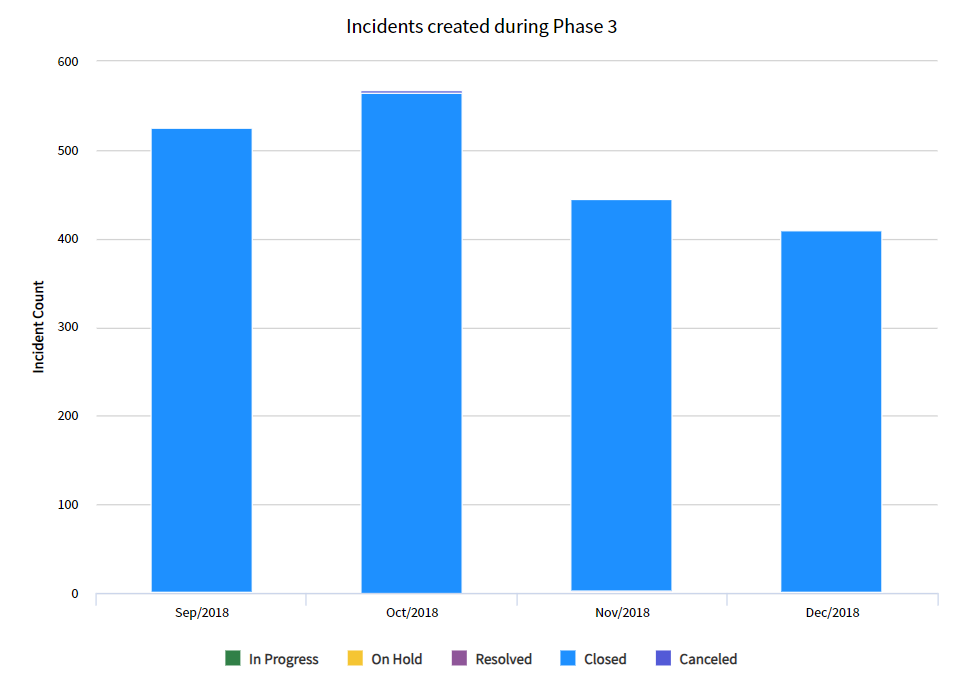 Incidents created during Phase 3
600
500
400
300
200
100
0
Incident Count
Sep/2018 Oct/2018 Nov/2018 Dec/2018
In Progress On Hold Resolved Closed Canceled